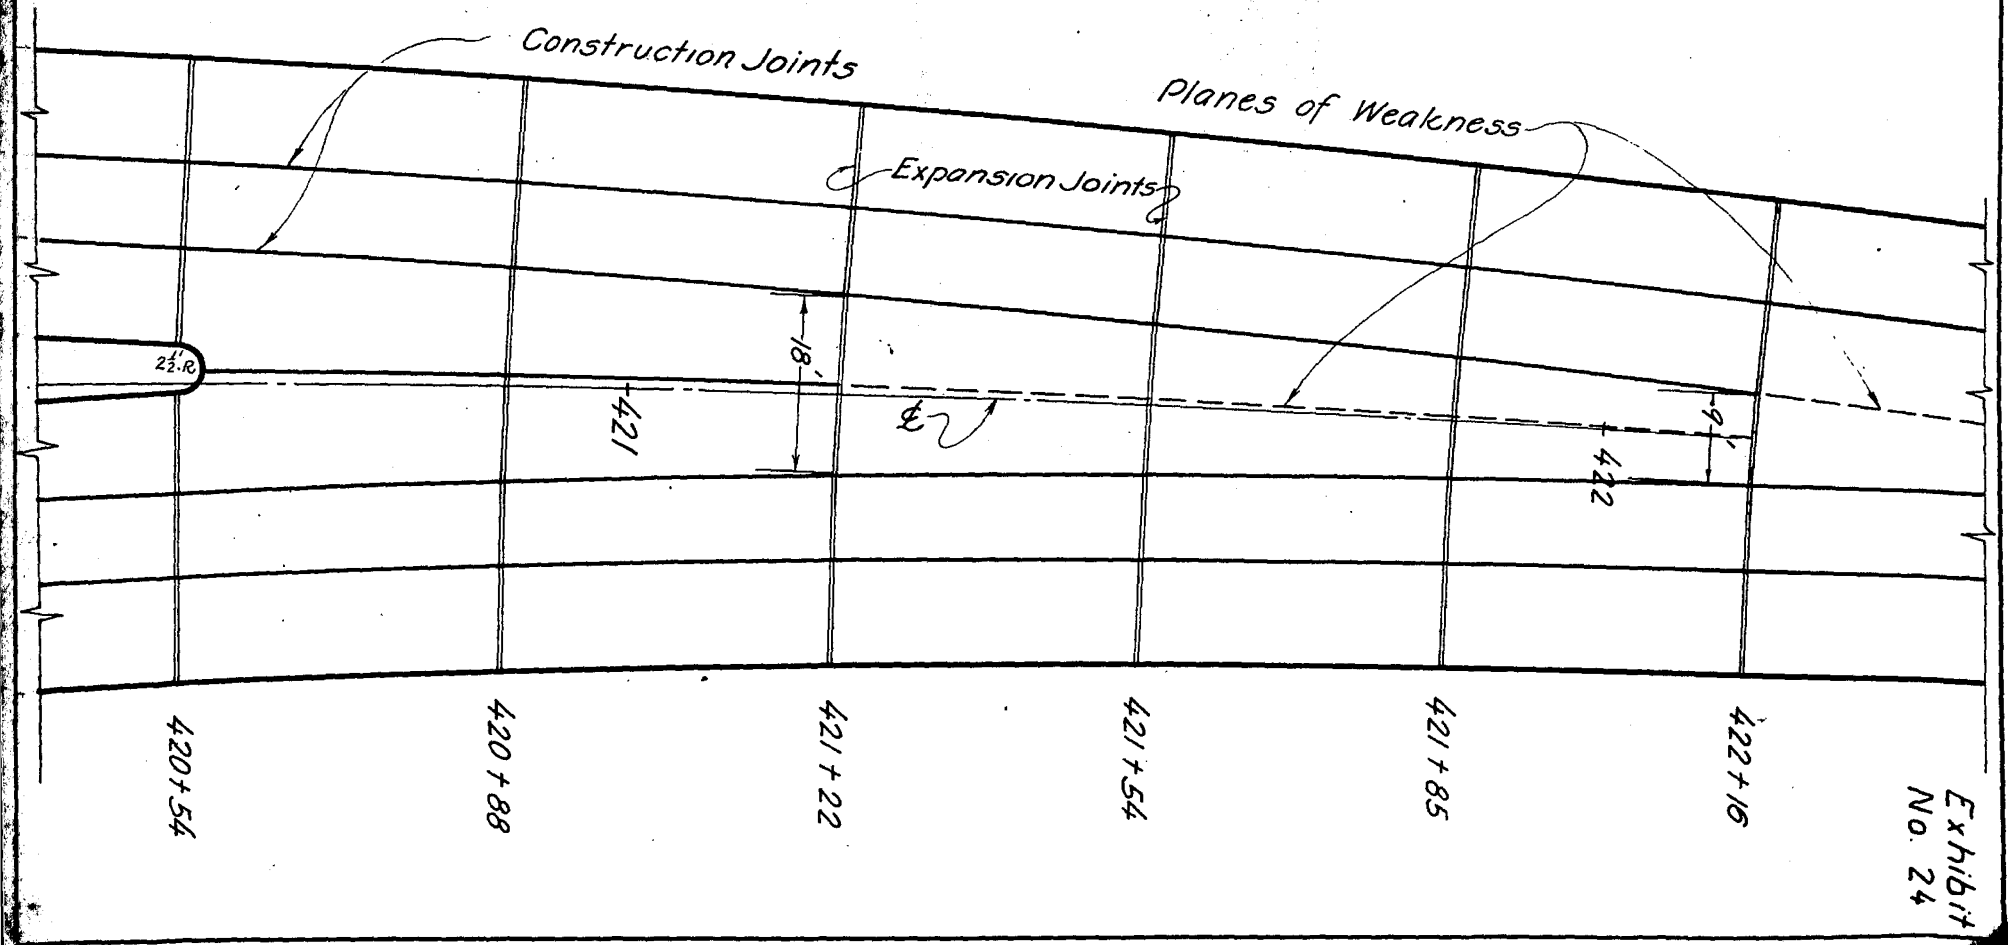 Construction Joints
Planes of Weakness
Expansion Joints
2½'R
18'
℄
421
9'
422
420+54
420+88
421+22
421+54
421+85
422+16
Exhibit
No. 24